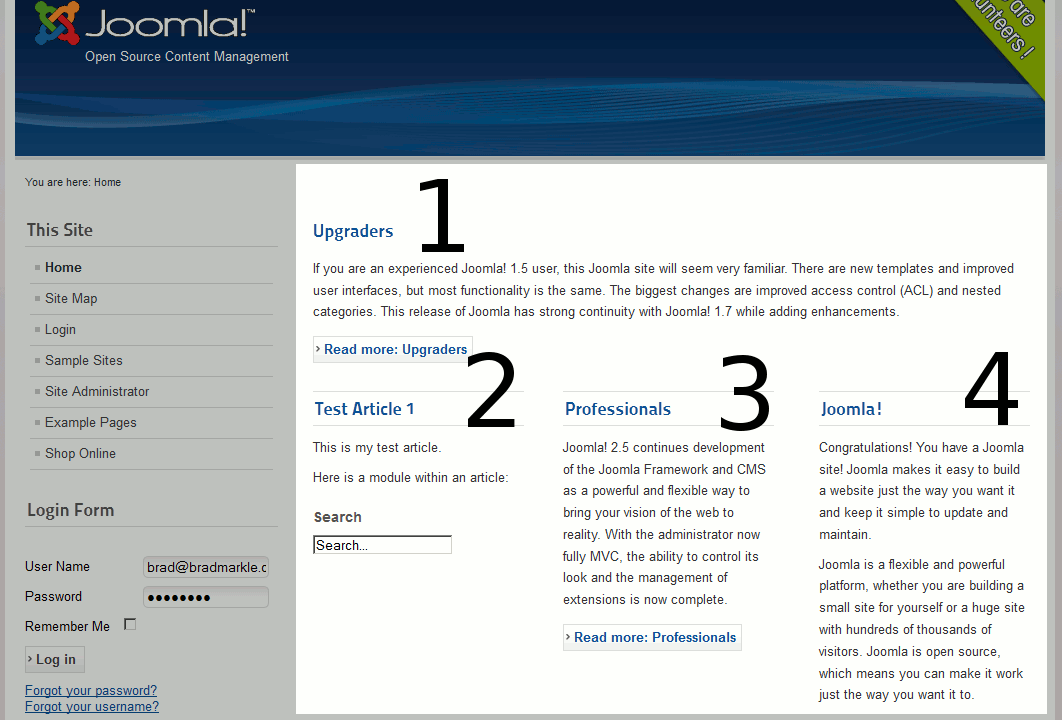 Joomla!™
Open Source Content Management
are
unteers !
You are here: Home
This Site
Home
Site Map
Login
Sample Sites
Site Administrator
Example Pages
Shop Online
Login Form
User Name brad@bradmarkle.c
Password ●●●●●●●●
Remember Me
Log in
Forgot your password?
Forgot your username?
1
Upgraders
If you are an experienced Joomla! 1.5 user, this Joomla site will seem very familiar. There are new templates and improved
user interfaces, but most functionality is the same. The biggest changes are improved access control (ACL) and nested
categories. This release of Joomla has strong continuity with Joomla! 1.7 while adding enhancements.
Read more: Upgraders
2
Test Article 1
This is my test article.
Here is a module within an article:
Search
Search...
3
Professionals
Joomla! 2.5 continues development
of the Joomla Framework and CMS
as a powerful and flexible way to
bring your vision of the web to
reality. With the administrator now
fully MVC, the ability to control its
look and the management of
extensions is now complete.
Read more: Professionals
4
Joomla!
Congratulations! You have a Joomla
site! Joomla makes it easy to build
a website just the way you want it
and keep it simple to update and
maintain.
Joomla is a flexible and powerful
platform, whether you are building a
small site for yourself or a huge site
with hundreds of thousands of
visitors. Joomla is open source,
which means you can make it work
just the way you want it to.